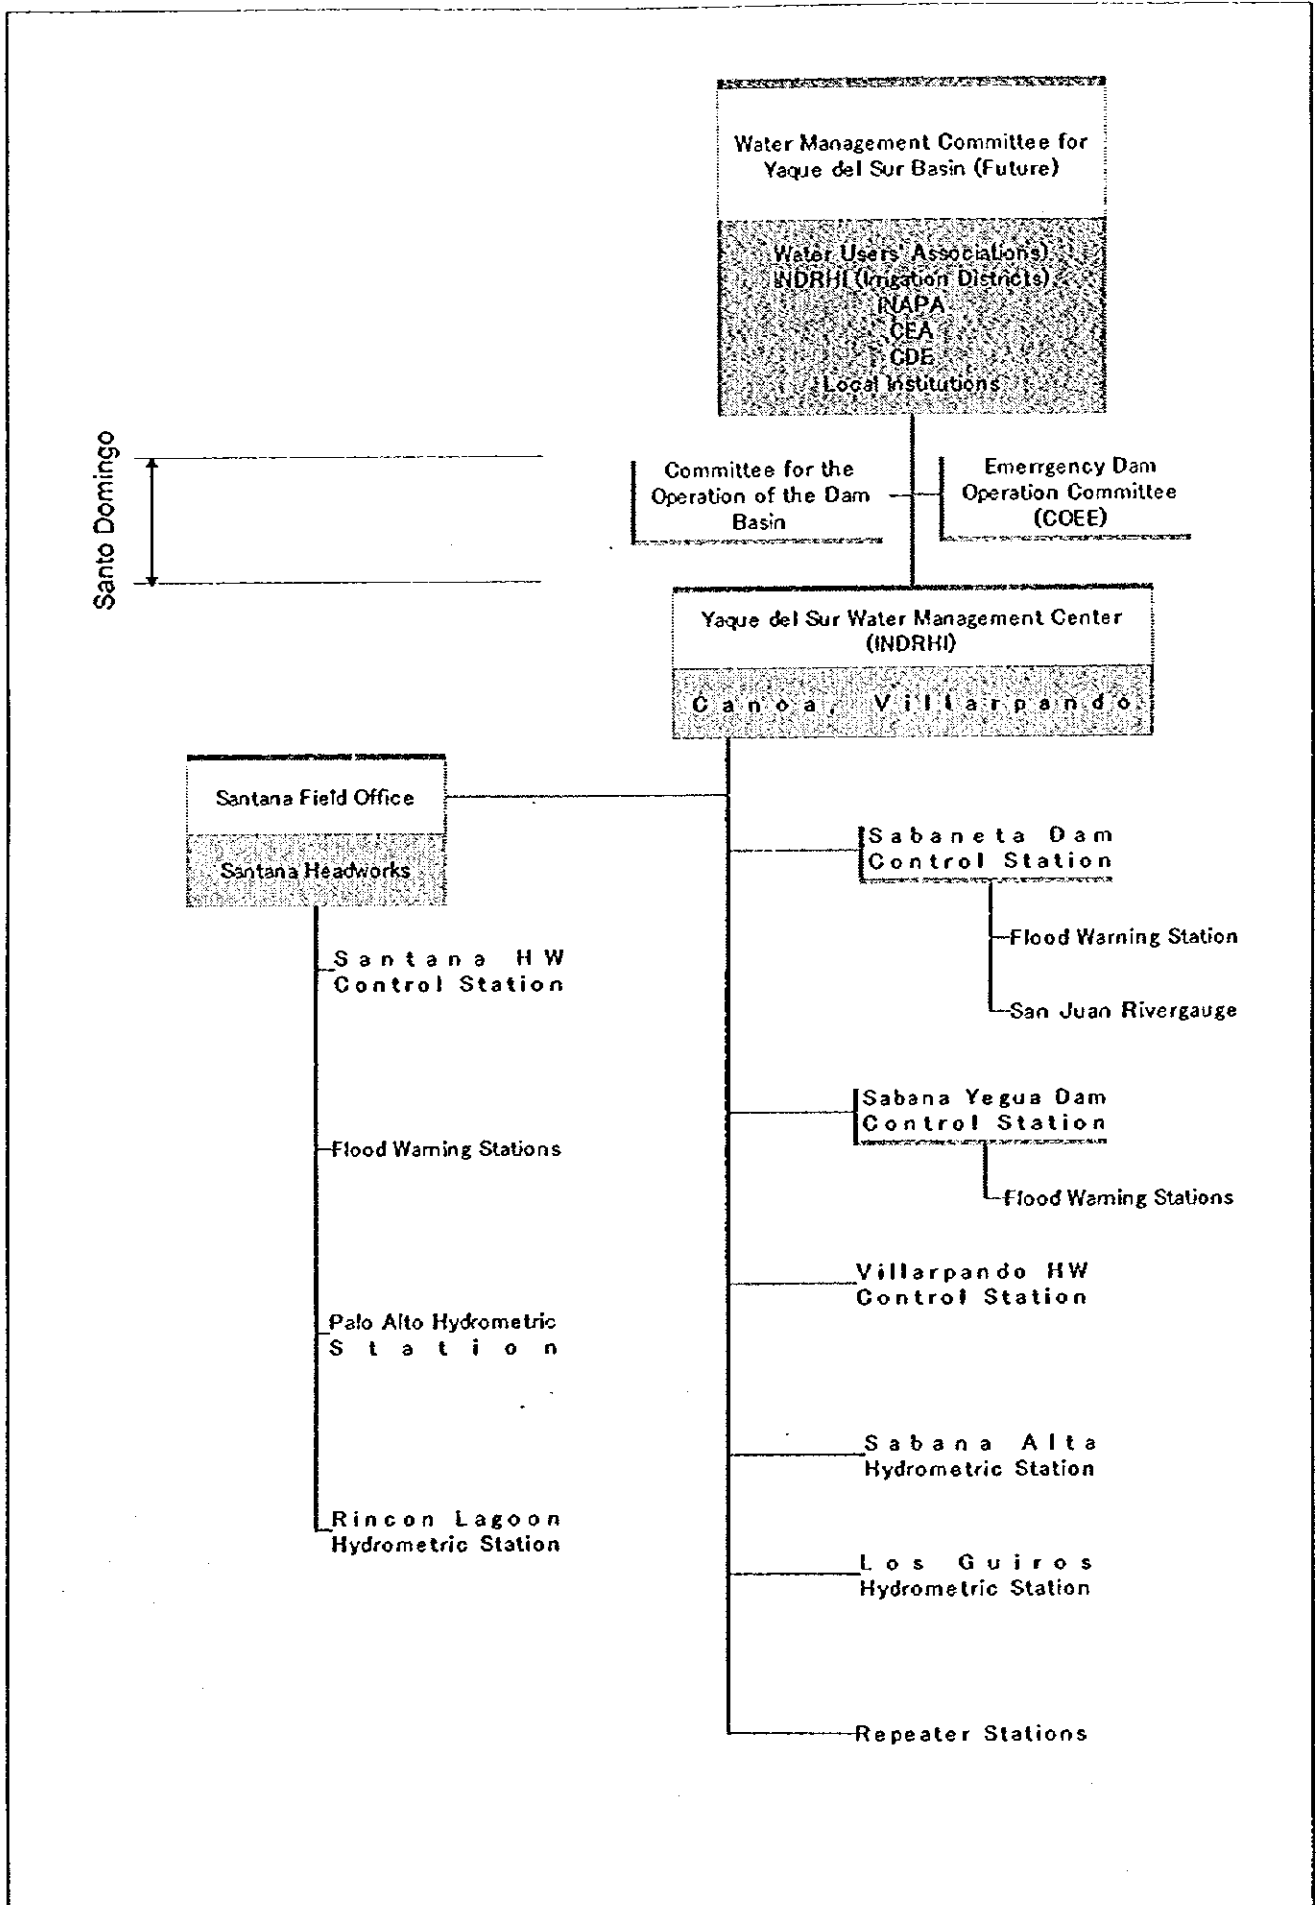 Water Management Committee for
Yaque del Sur Basin (Future)
Water Users' Associations)
INDRHI (Irrigation Districts)
INAPA
CEA
CDE
Local Institutions
Santo Domingo
Committee for the
Operation of the Dam
Basin
Emerrgency Dam
Operation Committee
(COEE)
Yaque del Sur Water Management Center
(INDRHI)
Canoa, Villarpando
Santana Field Office
Santana Headworks
Santana HW
Control Station
Flood Warning Stations
Palo Alto Hydrometric
Station
Rincon Lagoon
Hydrometric Station
Sabaneta Dam
Control Station
Flood Warning Station
San Juan Rivergauge
Sabana Yegua Dam
Control Station
Flood Warning Stations
Villarpando HW
Control Station
Sabana Alta
Hydrometric Station
Los Guiros
Hydrometric Station
Repeater Stations